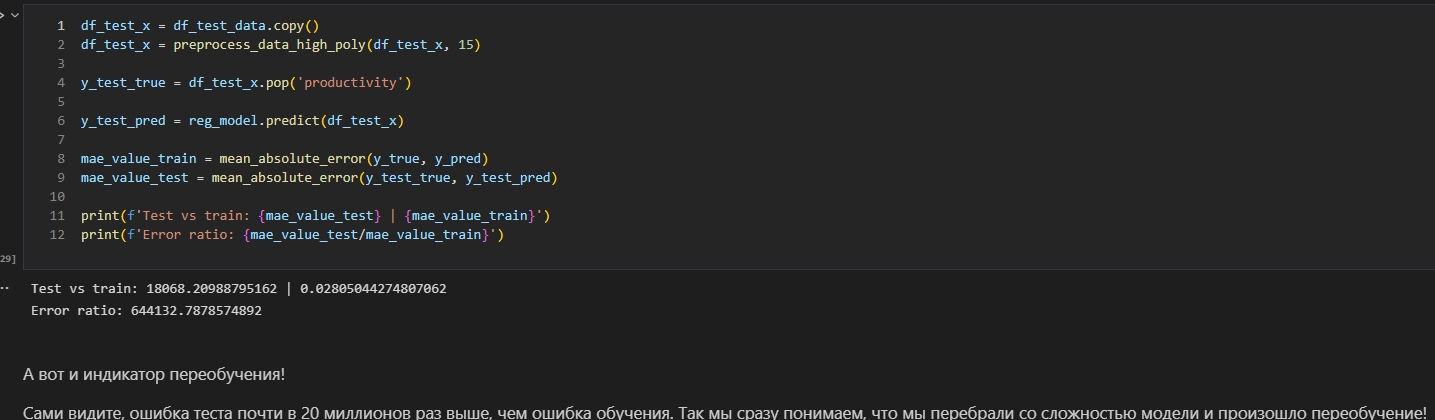 1 df_test_x = df_test_data.copy()
2 df_test_x = preprocess_data_high_poly(df_test_x, 15)
3
4 y_test_true = df_test_x.pop('productivity')
5
6 y_test_pred = reg_model.predict(df_test_x)
7
8 mae_value_train = mean_absolute_error(y_true, y_pred)
9 mae_value_test = mean_absolute_error(y_test_true, y_test_pred)
10
11 print(f'Test vs train: {mae_value_test} | {mae_value_train}')
12 print(f'Error ratio: {mae_value_test/mae_value_train}')
29]
Test vs train: 18068.20988795162 | 0.02805044274807062
Error ratio: 644132.7878574892
А вот и индикатор переобучения!
Сами видите, ошибка теста почти в 20 миллионов раз выше, чем ошибка обучения. Так мы сразу понимаем, что мы перебрали со сложностью модели и произошло переобучение!